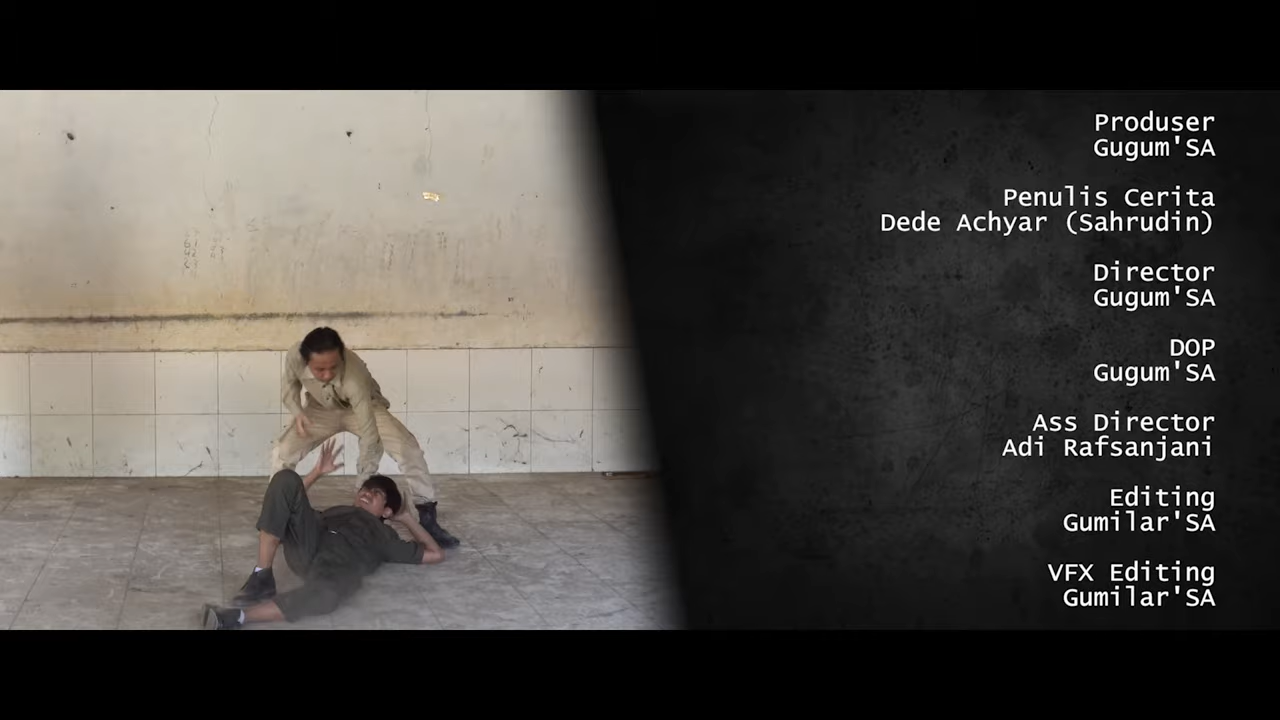 Produser
Gugum'SA
Penulis Cerita
Dede Achyar (Sahrudin)
Director
Gugum'SA
DOP
Gugum'SA
Ass Director
Adi Rafsanjani
Editing
Gumilar'SA
VFX Editing
Gumilar'SA